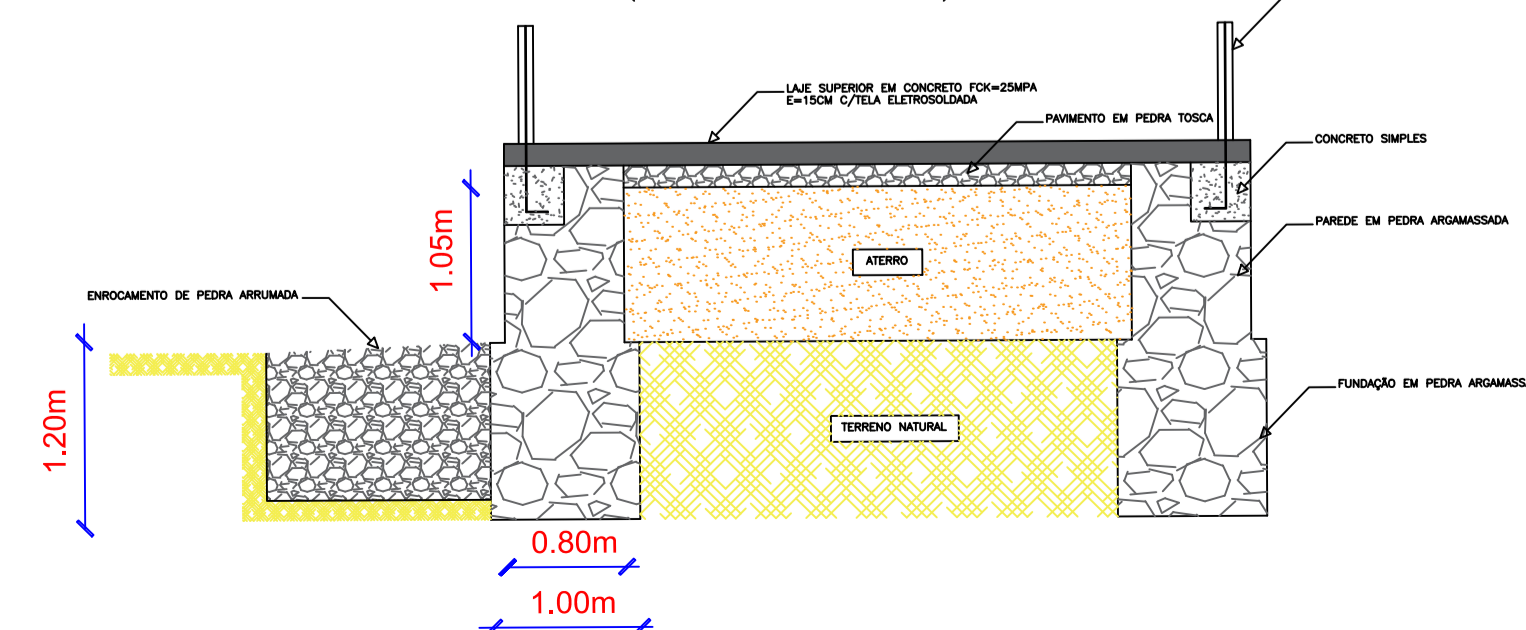 LAJE SUPERIOR EM CONCRETO FCK=25MPA
E=15CM C/TELA ELETROSOLDADA
PAVIMENTO EM PEDRA TOSCA
CONCRETO SIMPLES
PAREDE EM PEDRA ARGAMASSADA
1.05m
ATERRO
ENROCAMENTO DE PEDRA ARRUMADA
1.20m
FUNDAÇÃO EM PEDRA ARGAMASS
TERRENO NATURAL
0.80m
1.00m